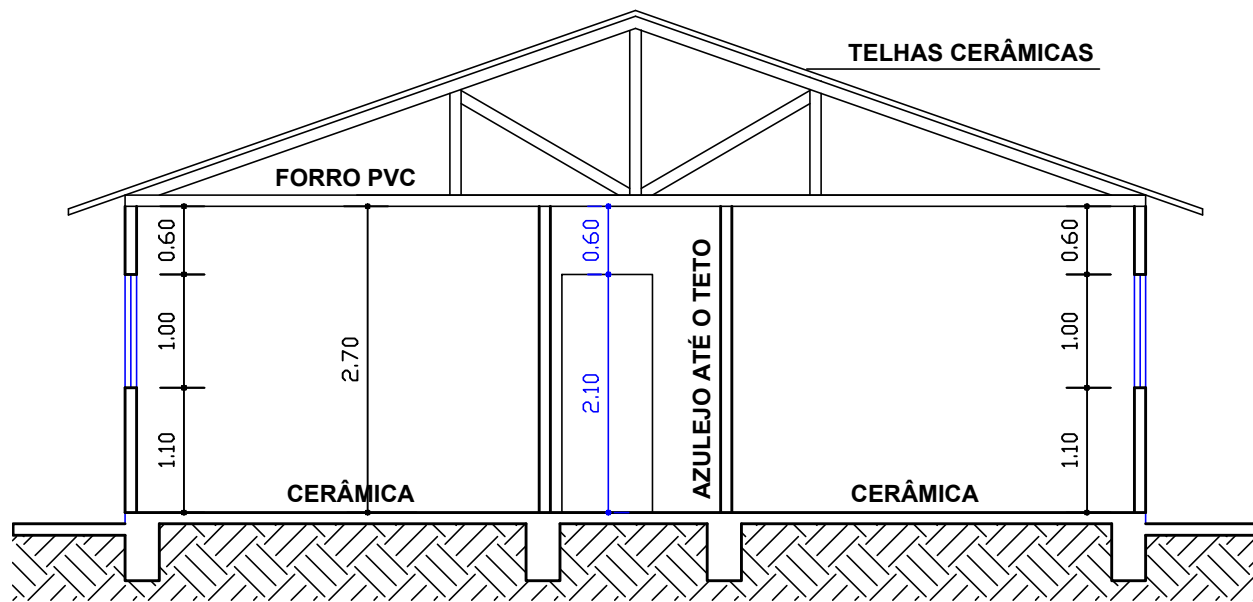 TELHAS CERÂMICAS
FORRO PVC
0.60
0.60
0.60
1.00
2.70
2.10
AZULEJO ATÉ O TETO
1.00
1.10
1.10
CERÂMICA
CERÂMICA